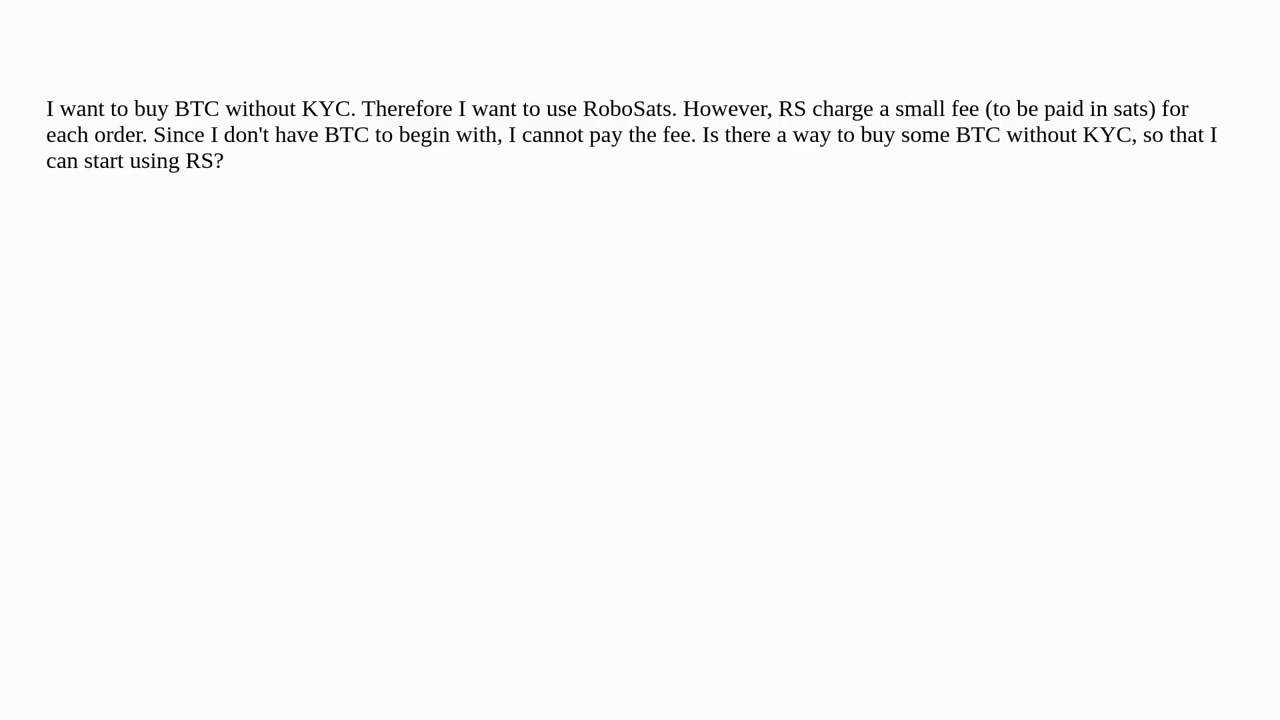 I want to buy BTC without KYC. Therefore I want to use RoboSats. However, RS charge a small fee (to be paid in sats) for
each order. Since I don't have BTC to begin with, I cannot pay the fee. Is there a way to buy some BTC without KYC, so that I
can start using RS?